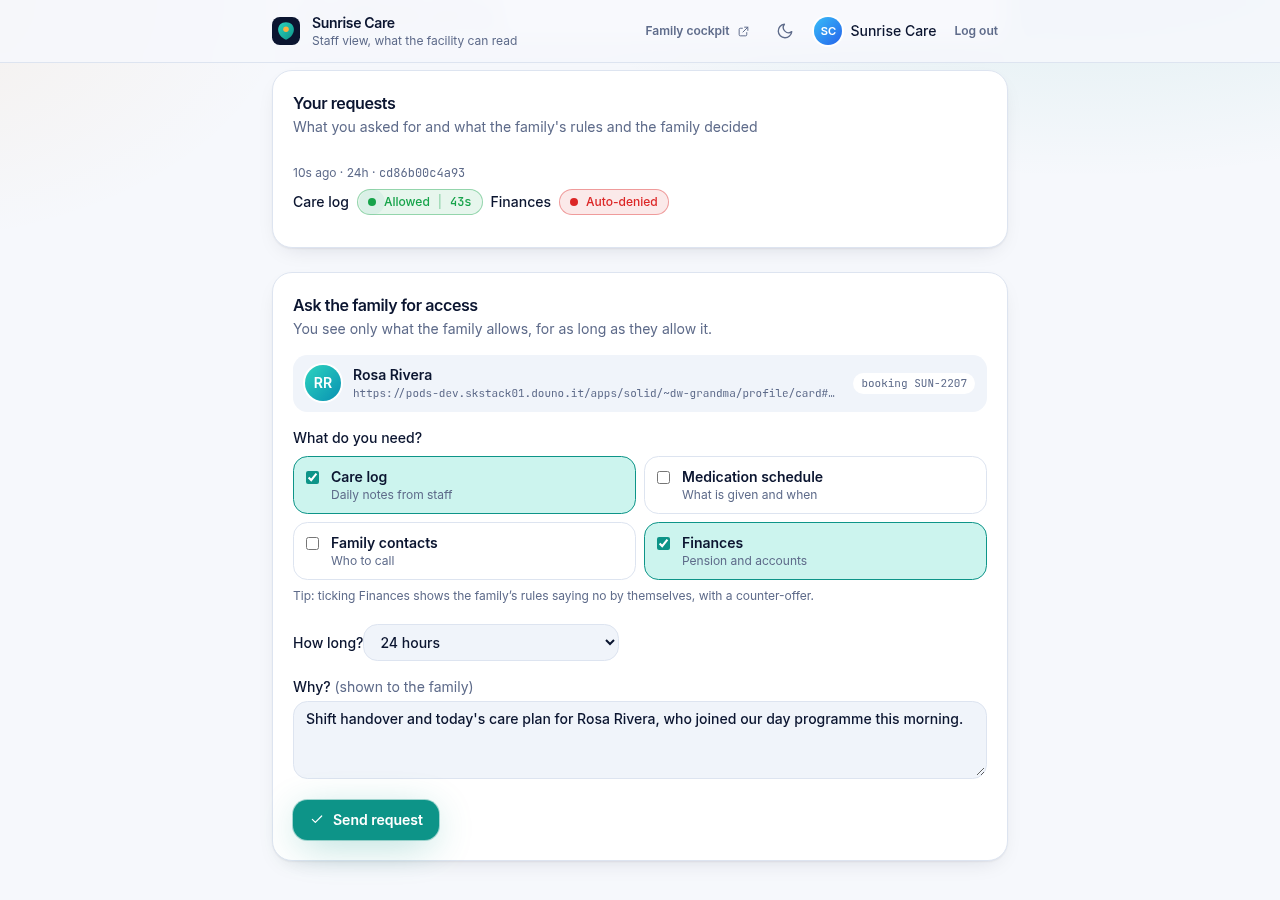 Sunrise Care
Staff view, what the facility can read
Family cockpit
SC
Sunrise Care
Log out
Your requests
What you asked for and what the family's rules and the family decided
10s ago · 24h · cd86b00c4a93
Care log
Allowed | 43s
Finances
Auto-denied
Ask the family for access
You see only what the family allows, for as long as they allow it.
RR
Rosa Rivera
https://pods-dev.skstack01.douno.it/apps/solid/~dw-grandma/profile/card#…
booking SUN-2207
What do you need?
Care log
Daily notes from staff
Medication schedule
What is given and when
Family contacts
Who to call
Finances
Pension and accounts
Tip: ticking Finances shows the family’s rules saying no by themselves, with a counter-offer.
How long?
24 hours
Why? (shown to the family)
Shift handover and today's care plan for Rosa Rivera, who joined our day programme this morning.
Send request